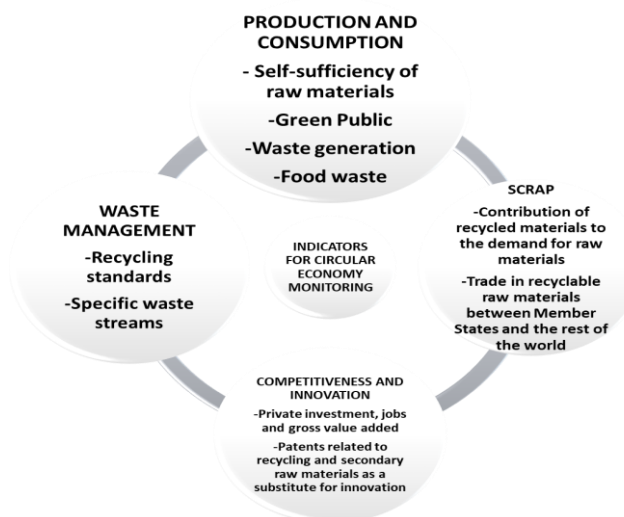 PRODUCTION AND
CONSUMPTION
- Self-sufficiency of
raw materials
-Green Public
-Waste generation
-Food waste
WASTE
MANAGEMENT
-Recycling
standards
-Specific waste
streams
INDICATORS
FOR CIRCULAR
ECONOMY
MONITORING
SCRAP
-Contribution of
recycled materials to
the demand for raw
materials
-Trade in recyclable
raw materials
between Member
States and the rest of
the world
COMPETITIVENESS AND
INNOVATION
-Private investment, jobs
and gross value added
-Patents related to
recycling and secondary
raw materials as a
substitute for innovation